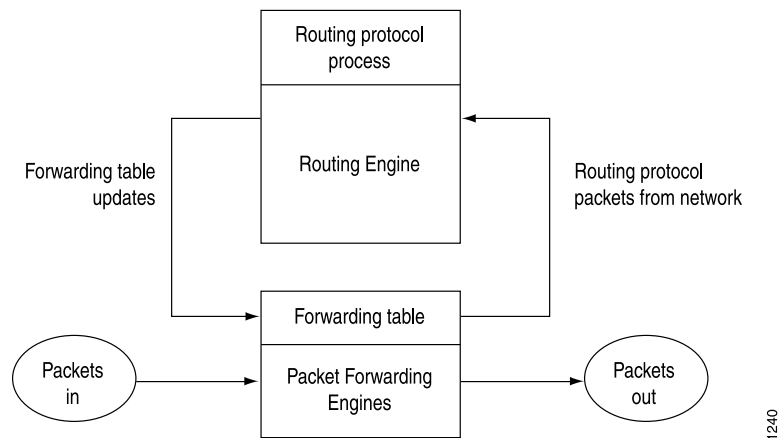 Routing protocol
process
Routing Engine
Forwarding table
updates
Routing protocol
packets from network
Forwarding table
Packets
in
Packet Forwarding
Engines
Packets
out
1240